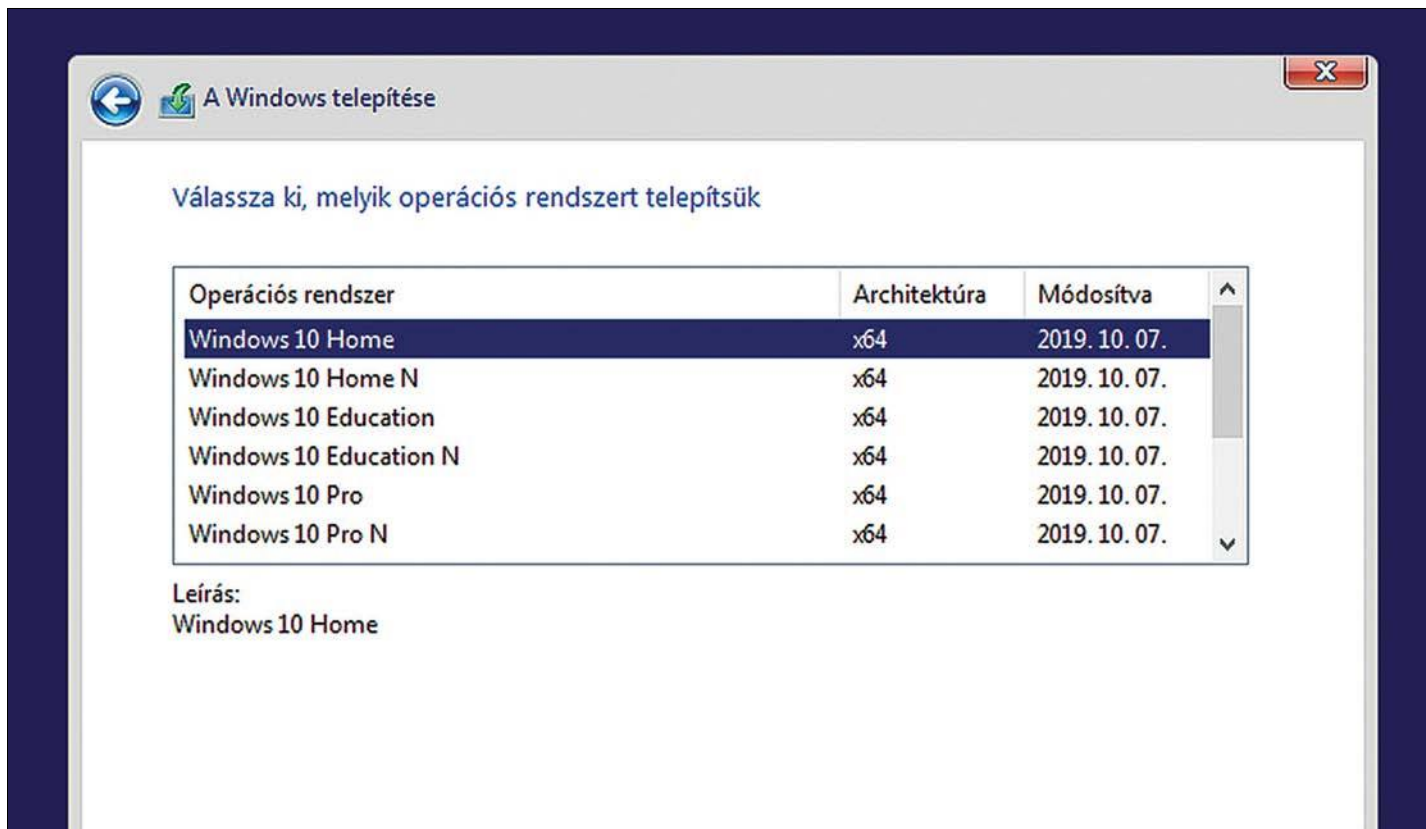 A Windows telepítése
Válassza ki, melyik operációs rendszert telepítsük
Operációs rendszer Architektúra Módosítva
Windows 10 Home x64 2019. 10. 07.
Windows 10 Home N x64 2019. 10. 07.
Windows 10 Education x64 2019. 10. 07.
Windows 10 Education N x64 2019. 10. 07.
Windows 10 Pro x64 2019. 10. 07.
Windows 10 Pro N x64 2019. 10. 07.
Leírás:
Windows 10 Home